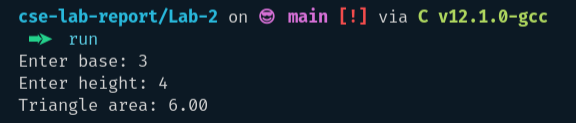 cse-lab-report/Lab-2 on 😎 main [!] via C v12.1.0-gcc
➜ run
Enter base: 3
Enter height: 4
Triangle area: 6.00